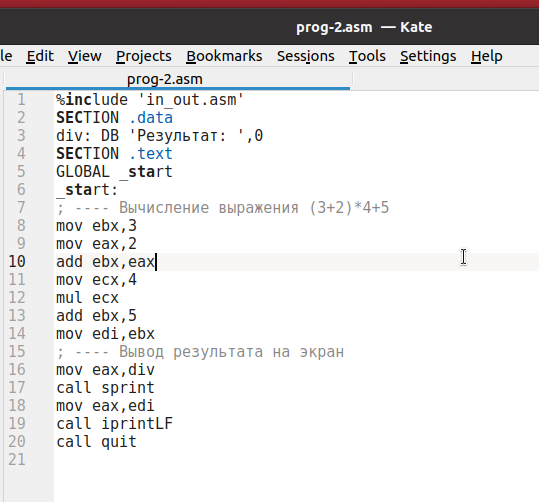 prog-2.asm — Kate
le Edit View Projects Bookmarks Sessions Tools Settings Help
prog-2.asm
1 %include 'in_out.asm'
2 SECTION .data
3 div: DB 'Результат: ',0
4 SECTION .text
5 GLOBAL _start
6 _start:
7 ; ---- Вычисление выражения (3+2)*4+5
8 mov ebx,3
9 mov eax,2
10 add ebx,eax
11 mov ecx,4
12 mul ecx
13 add ebx,5
14 mov edi,ebx
15 ; ---- Вывод результата на экран
16 mov eax,div
17 call sprint
18 mov eax,edi
19 call iprintLF
20 call quit
21